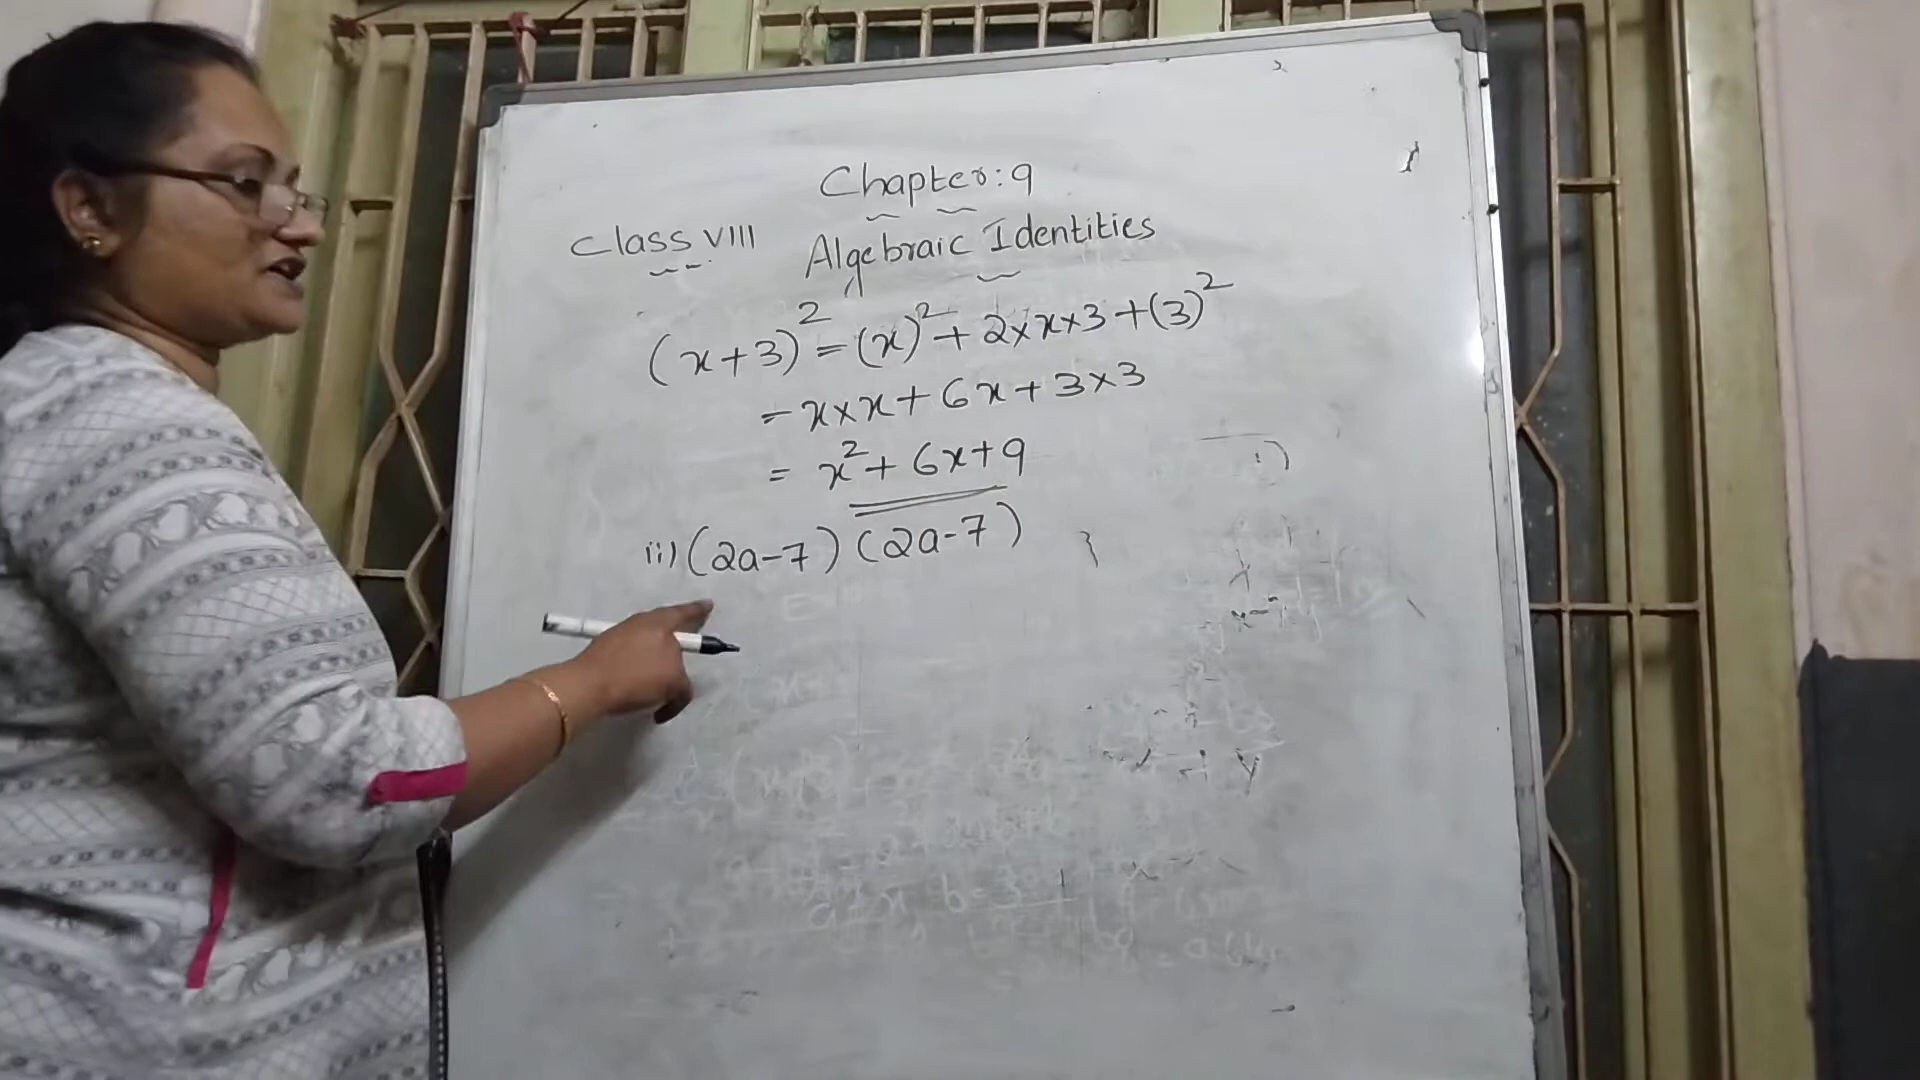 Chapter: 9
Class VIII Algebraic Identities
(x+3)² = (x)² + 2×x×3 + (3)²
= x×x + 6x + 3×3
= x² + 6x + 9
ii) (2a-7) (2a-7)